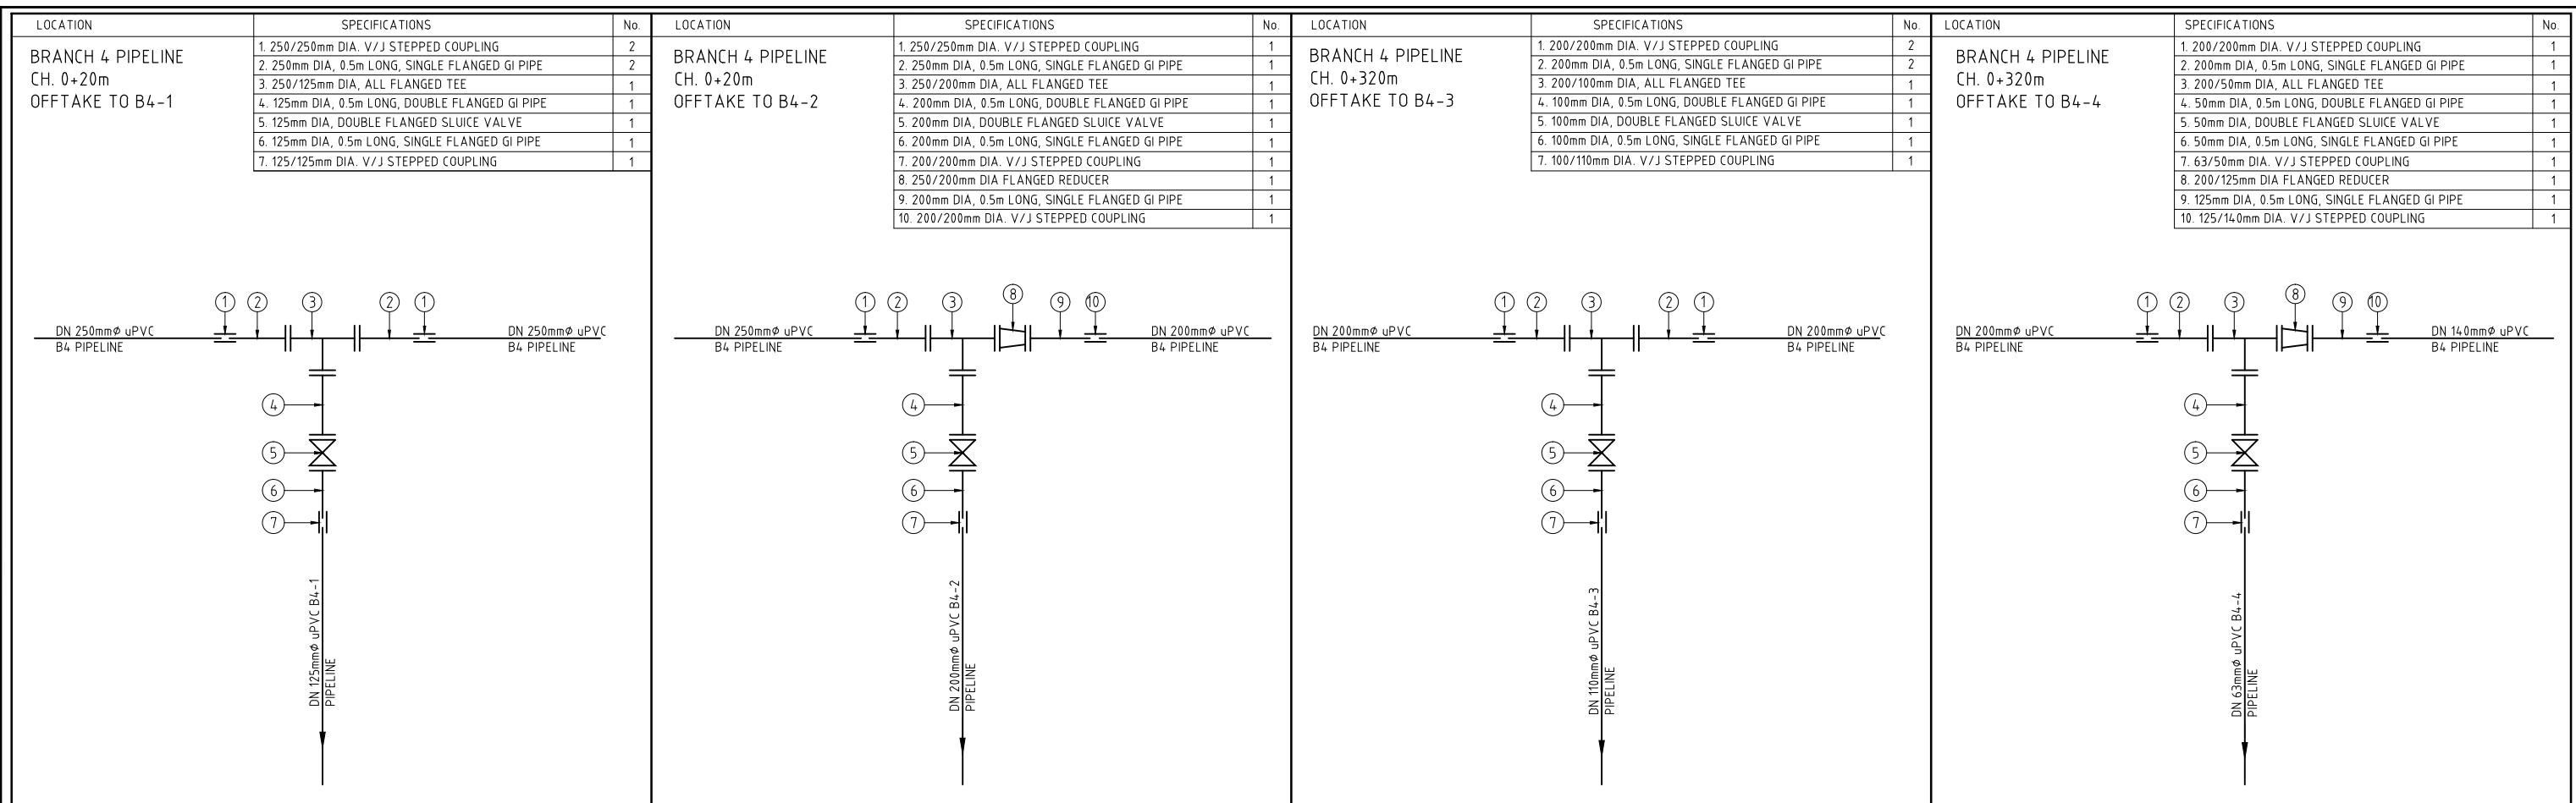 LOCATION SPECIFICATIONS No.
BRANCH 4 PIPELINE
CH. 0+20m
OFFTAKE TO B4-1
1. 250/250mm DIA. V/J STEPPED COUPLING 2
2. 250mm DIA, 0.5m LONG, SINGLE FLANGED GI PIPE 2
3. 250/125mm DIA, ALL FLANGED TEE 1
4. 125mm DIA, 0.5m LONG, DOUBLE FLANGED GI PIPE 1
5. 125mm DIA, DOUBLE FLANGED SLUICE VALVE 1
6. 125mm DIA, 0.5m LONG, SINGLE FLANGED GI PIPE 1
7. 125/125mm DIA. V/J STEPPED COUPLING 1
1 2 3 2 1
DN 250mmØ uPVC
B4 PIPELINE
DN 250mmØ uPVC
B4 PIPELINE
4
5
6
7
DN 125mmØ uPVC B4-1
PIPELINE
LOCATION SPECIFICATIONS No.
BRANCH 4 PIPELINE
CH. 0+20m
OFFTAKE TO B4-2
1. 250/250mm DIA. V/J STEPPED COUPLING 1
2. 250mm DIA, 0.5m LONG, SINGLE FLANGED GI PIPE 1
3. 250/200mm DIA, ALL FLANGED TEE 1
4. 200mm DIA, 0.5m LONG, DOUBLE FLANGED GI PIPE 1
5. 200mm DIA, DOUBLE FLANGED SLUICE VALVE 1
6. 200mm DIA, 0.5m LONG, SINGLE FLANGED GI PIPE 1
7. 200/200mm DIA. V/J STEPPED COUPLING 1
8. 250/200mm DIA FLANGED REDUCER 1
9. 200mm DIA, 0.5m LONG, SINGLE FLANGED GI PIPE 1
10. 200/200mm DIA. V/J STEPPED COUPLING 1
1 2 3 8 9 10
DN 250mmØ uPVC
B4 PIPELINE
DN 200mmØ uPVC
B4 PIPELINE
4
5
6
7
DN 200mmØ uPVC B4-2
PIPELINE
LOCATION SPECIFICATIONS No.
BRANCH 4 PIPELINE
CH. 0+320m
OFFTAKE TO B4-3
1. 200/200mm DIA. V/J STEPPED COUPLING 2
2. 200mm DIA, 0.5m LONG, SINGLE FLANGED GI PIPE 2
3. 200/100mm DIA, ALL FLANGED TEE 1
4. 100mm DIA, 0.5m LONG, DOUBLE FLANGED GI PIPE 1
5. 100mm DIA, DOUBLE FLANGED SLUICE VALVE 1
6. 100mm DIA, 0.5m LONG, SINGLE FLANGED GI PIPE 1
7. 100/110mm DIA. V/J STEPPED COUPLING 1
1 2 3 2 1
DN 200mmØ uPVC
B4 PIPELINE
DN 200mmØ uPVC
B4 PIPELINE
4
5
6
7
DN 110mmØ uPVC B4-3
PIPELINE
LOCATION SPECIFICATIONS No.
BRANCH 4 PIPELINE
CH. 0+320m
OFFTAKE TO B4-4
1. 200/200mm DIA. V/J STEPPED COUPLING 1
2. 200mm DIA, 0.5m LONG, SINGLE FLANGED GI PIPE 1
3. 200/50mm DIA, ALL FLANGED TEE 1
4. 50mm DIA, 0.5m LONG, DOUBLE FLANGED GI PIPE 1
5. 50mm DIA, DOUBLE FLANGED SLUICE VALVE 1
6. 50mm DIA, 0.5m LONG, SINGLE FLANGED GI PIPE 1
7. 63/50mm DIA. V/J STEPPED COUPLING 1
8. 200/125mm DIA FLANGED REDUCER 1
9. 125mm DIA, 0.5m LONG, SINGLE FLANGED GI PIPE 1
10. 125/140mm DIA. V/J STEPPED COUPLING 1
1 2 3 8 9 10
DN 200mmØ uPVC
B4 PIPELINE
DN 140mmØ uPVC
B4 PIPELINE
4
5
6
7
DN 63mmØ uPVC B4-4
PIPELINE